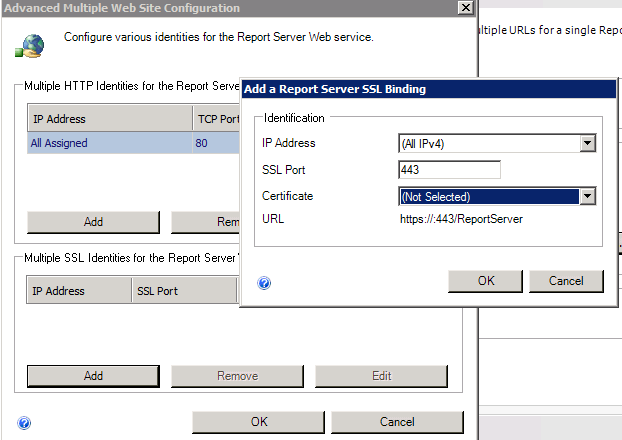 Advanced Multiple Web Site Configuration
Configure various identities for the Report Server Web service.
ltiple URLs for a single Repo
Multiple HTTP Identities for the Report Serve
IP Address TCP Port
All Assigned 80
Add Rem
Multiple SSL Identities for the Report Server
IP Address SSL Port
Add Remove Edit
OK Cancel
Add a Report Server SSL Binding
Identification
IP Address (All IPv4)
SSL Port 443
Certificate (Not Selected)
URL https://:443/ReportServer
OK Cancel